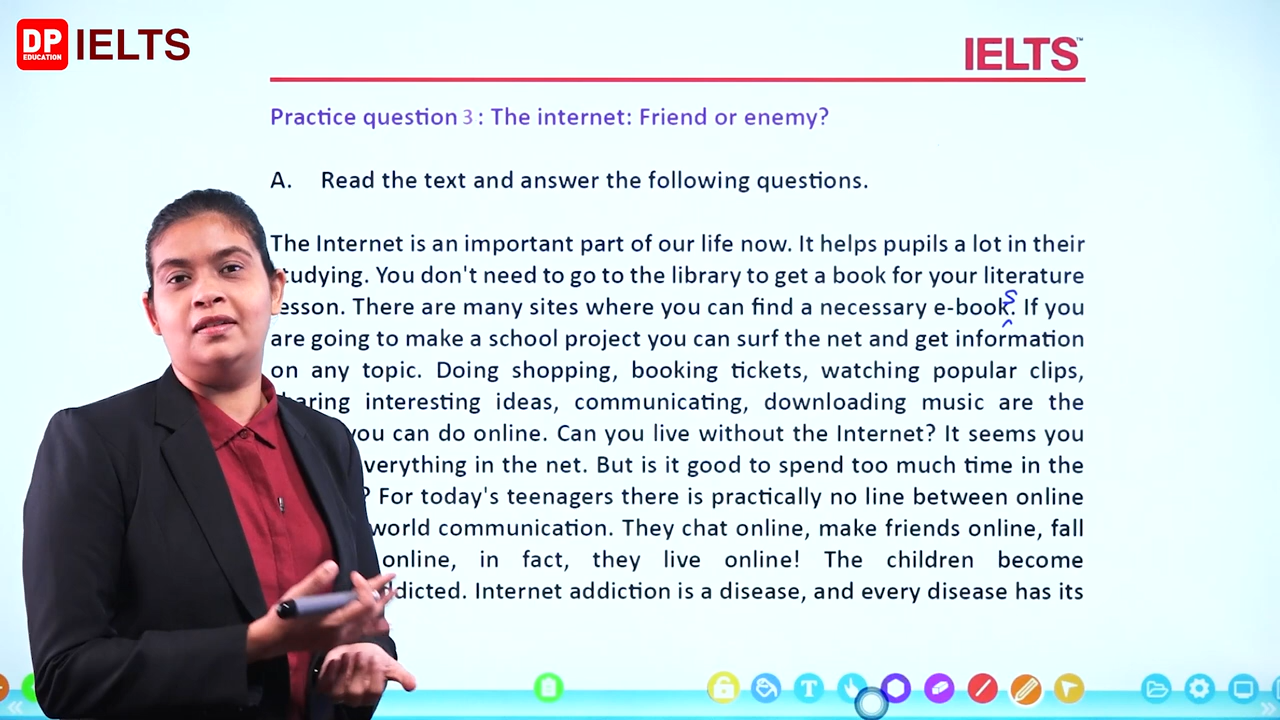 DP
EDUCATION
IELTS
IELTS™
Practice question 3 : The internet: Friend or enemy?
A. Read the text and answer the following questions.
The Internet is an important part of our life now. It helps pupils a lot in their
udying. You don't need to go to the library to get a book for your literature
esson. There are many sites where you can find a necessary e-book. If you
s
are going to make a school project you can surf the net and get information
on any topic. Doing shopping, booking tickets, watching popular clips,
haring interesting ideas, communicating, downloading music are the
you can do online. Can you live without the Internet? It seems you
verything in the net. But is it good to spend too much time in the
? For today's teenagers there is practically no line between online
world communication. They chat online, make friends online, fall
online, in fact, they live online! The children become
ddicted. Internet addiction is a disease, and every disease has its
T